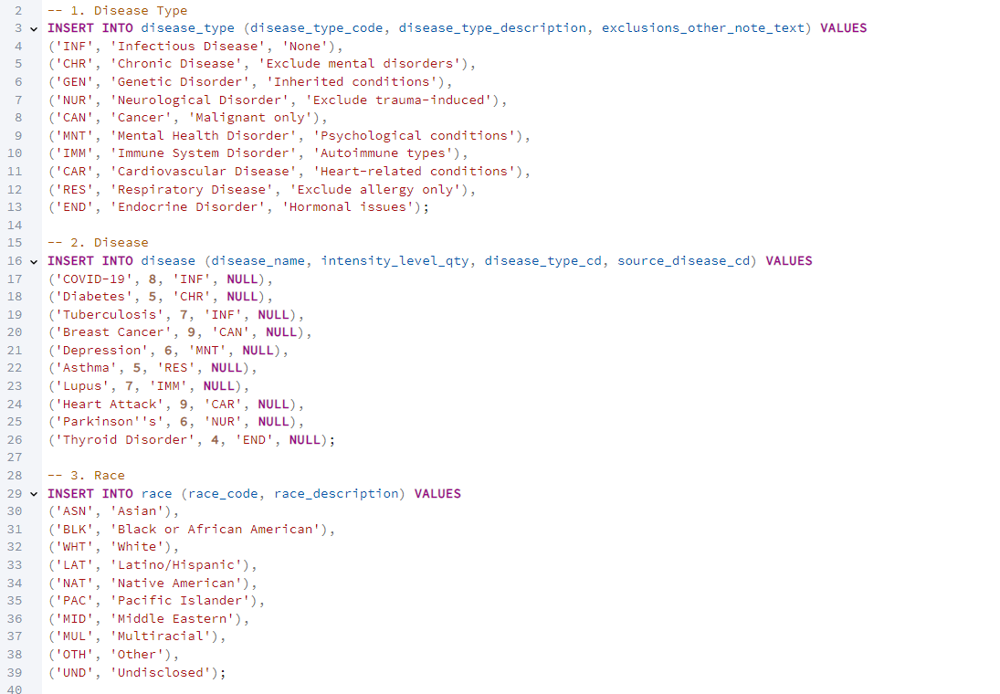 2 -- 1. Disease Type
3 INSERT INTO disease_type (disease_type_code, disease_type_description, exclusions_other_note_text) VALUES
4 ('INF', 'Infectious Disease', 'None'),
5 ('CHR', 'Chronic Disease', 'Exclude mental disorders'),
6 ('GEN', 'Genetic Disorder', 'Inherited conditions'),
7 ('NUR', 'Neurological Disorder', 'Exclude trauma-induced'),
8 ('CAN', 'Cancer', 'Malignant only'),
9 ('MNT', 'Mental Health Disorder', 'Psychological conditions'),
10 ('IMM', 'Immune System Disorder', 'Autoimmune types'),
11 ('CAR', 'Cardiovascular Disease', 'Heart-related conditions'),
12 ('RES', 'Respiratory Disease', 'Exclude allergy only'),
13 ('END', 'Endocrine Disorder', 'Hormonal issues');
14
15 -- 2. Disease
16 INSERT INTO disease (disease_name, intensity_level_qty, disease_type_cd, source_disease_cd) VALUES
17 ('COVID-19', 8, 'INF', NULL),
18 ('Diabetes', 5, 'CHR', NULL),
19 ('Tuberculosis', 7, 'INF', NULL),
20 ('Breast Cancer', 9, 'CAN', NULL),
21 ('Depression', 6, 'MNT', NULL),
22 ('Asthma', 5, 'RES', NULL),
23 ('Lupus', 7, 'IMM', NULL),
24 ('Heart Attack', 9, 'CAR', NULL),
25 ('Parkinson''s', 6, 'NUR', NULL),
26 ('Thyroid Disorder', 4, 'END', NULL);
27
28 -- 3. Race
29 INSERT INTO race (race_code, race_description) VALUES
30 ('ASN', 'Asian'),
31 ('BLK', 'Black or African American'),
32 ('WHT', 'White'),
33 ('LAT', 'Latino/Hispanic'),
34 ('NAT', 'Native American'),
35 ('PAC', 'Pacific Islander'),
36 ('MID', 'Middle Eastern'),
37 ('MUL', 'Multiracial'),
38 ('OTH', 'Other'),
39 ('UND', 'Undisclosed');
40